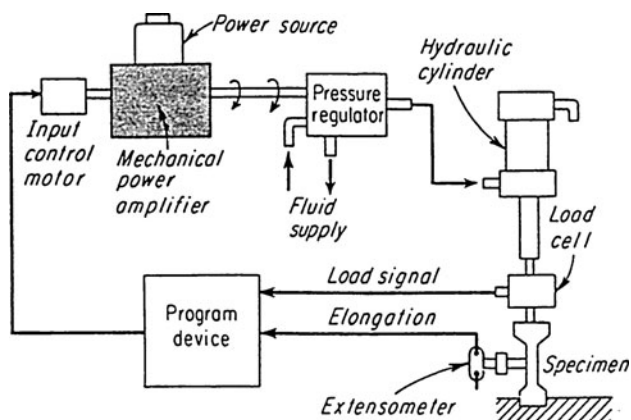 Power source
Hydraulic
cylinder
Pressure
regulator
Input
control
motor
Mechanical
power
amplifier
Fluid
supply
Load
cell
Load signal
Program
device
Elongation
Specimen
Extensometer